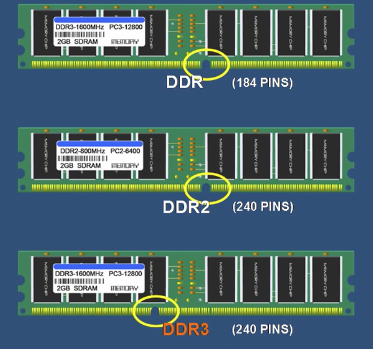 DDR3-1600MHz PC3-12800
2GB SDRAM MEMORY
DDR (184 PINS)
DDR2-800MHz PC2-6400
2GB SDRAM MEMORY
DDR2 (240 PINS)
DDR3-1600MHz PC3-12800
2GB SDRAM MEMORY
DDR3 (240 PINS)